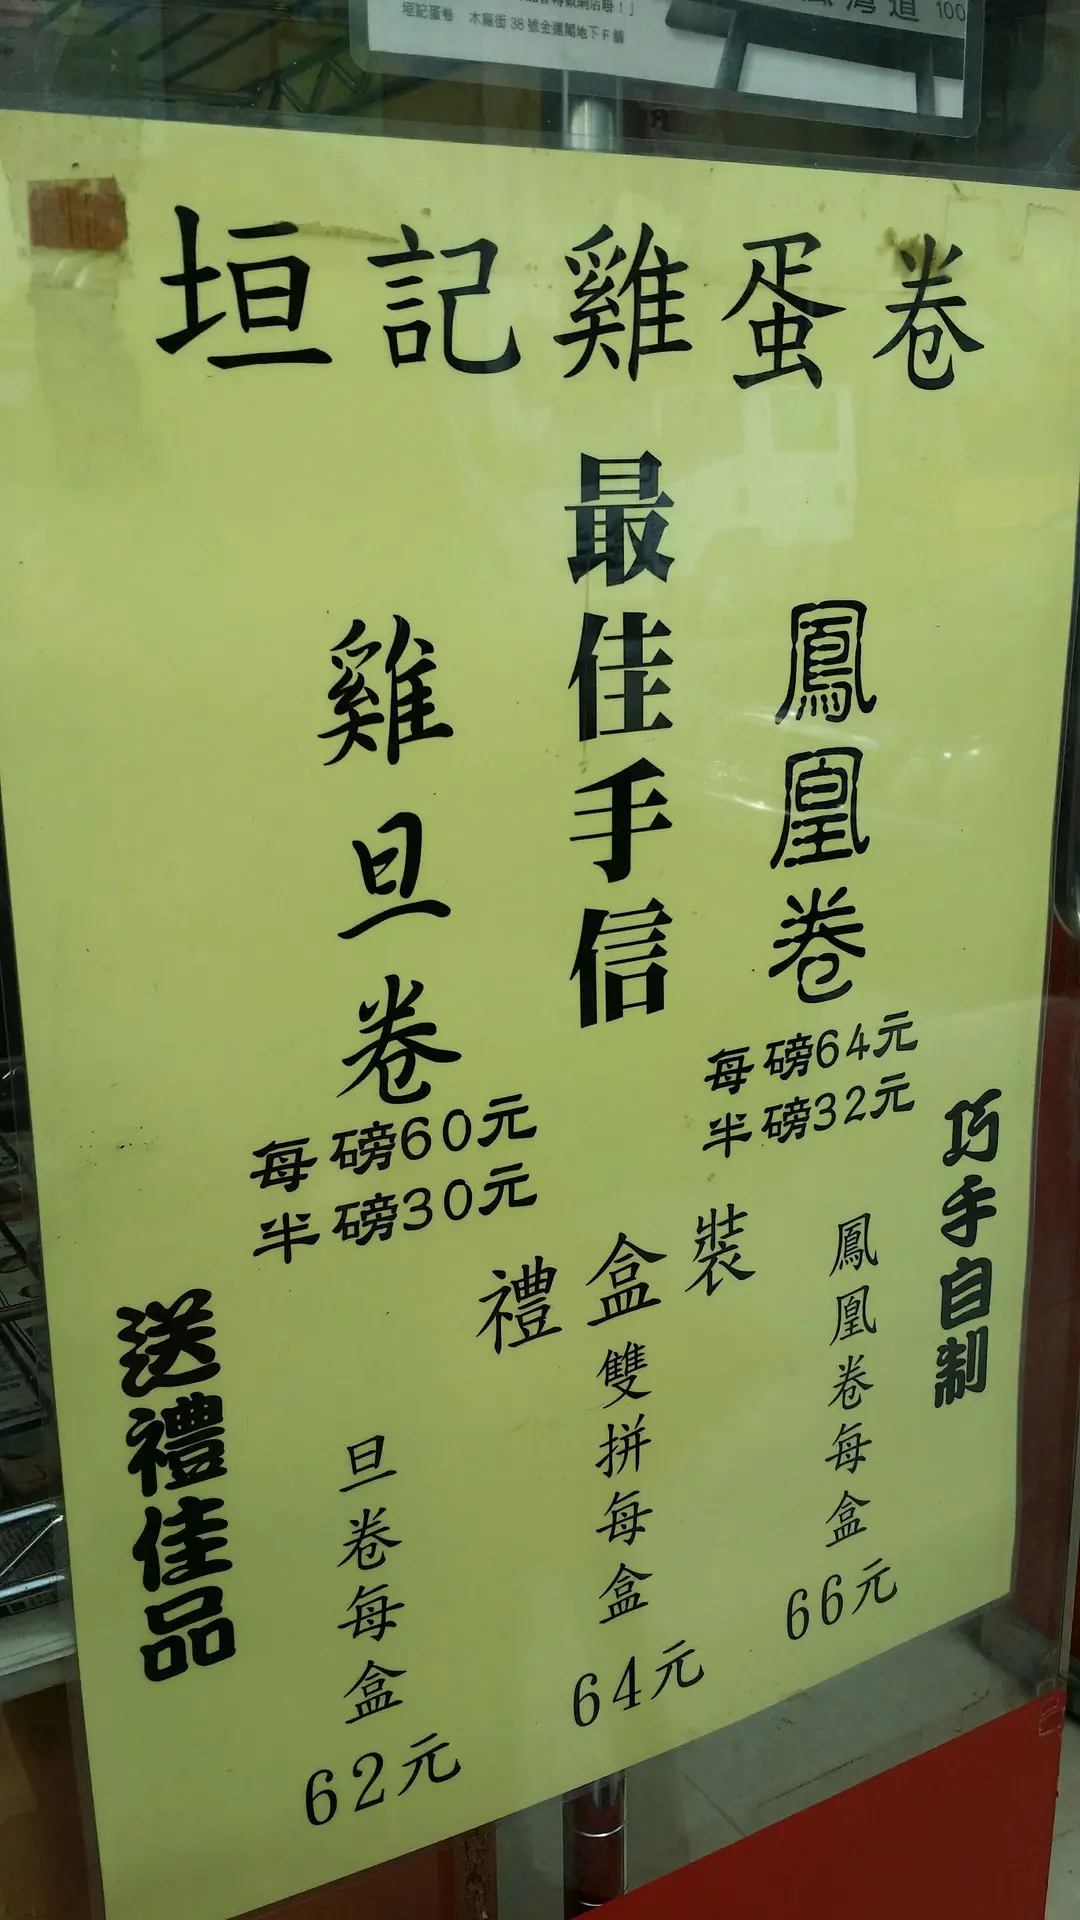 垣記蛋卷 木廠街38號金運閣地下F舖
灣道 100
垣記雞蛋卷
最佳手信
鳳凰卷
每磅64元
半磅32元
雞旦卷
每磅60元
半磅30元
巧手自制
禮盒裝
鳳凰卷每盒
66元
雙拼每盒
64元
旦卷每盒
62元
送禮佳品